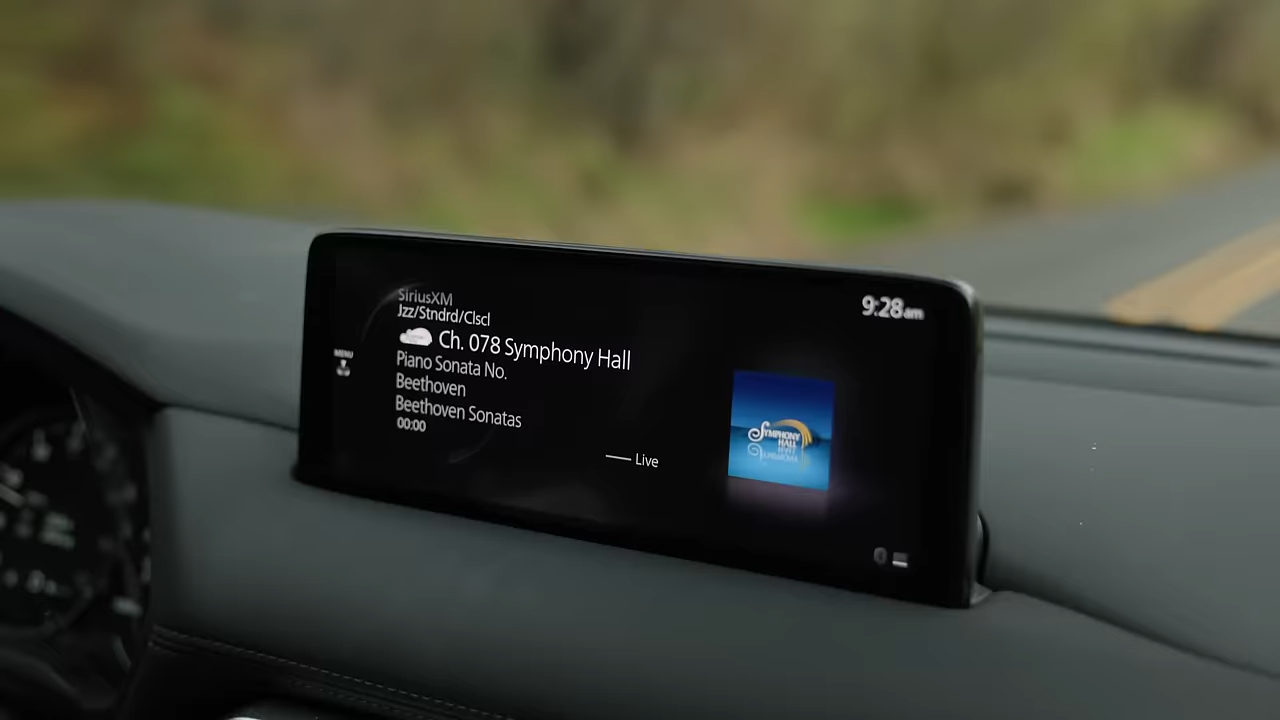 SiriusXM
Jzz/Stndrd/Clscl
Ch. 078 Symphony Hall
Piano Sonata No.
Beethoven
Beethoven Sonatas
00:00
Live
MENU
9:28am
SYMPHONY
HALL